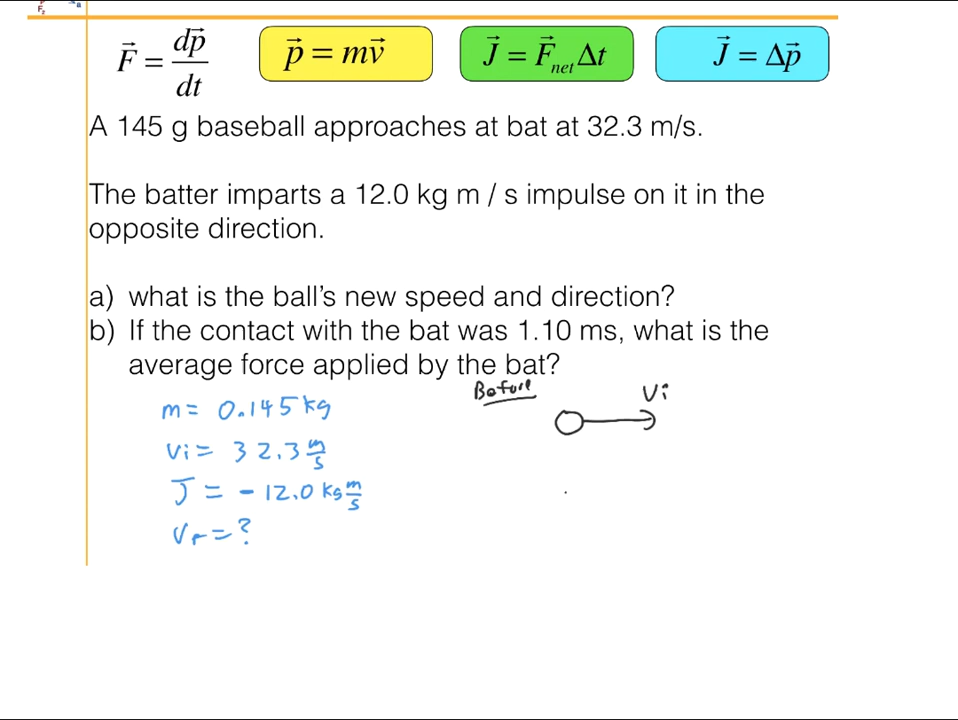 F₂ a
F⃗ = dp⃗/dt p⃗ = mv⃗ J⃗ = F⃗net Δt J⃗ = Δp⃗
A 145 g baseball approaches at bat at 32.3 m/s.
The batter imparts a 12.0 kg m / s impulse on it in the
opposite direction.
a) what is the ball’s new speed and direction?
b) If the contact with the bat was 1.10 ms, what is the
average force applied by the bat?
Before Vi
m = 0.145 kg
Vi = 32.3 m/s
J = - 12.0 kg m/s
VF = ?